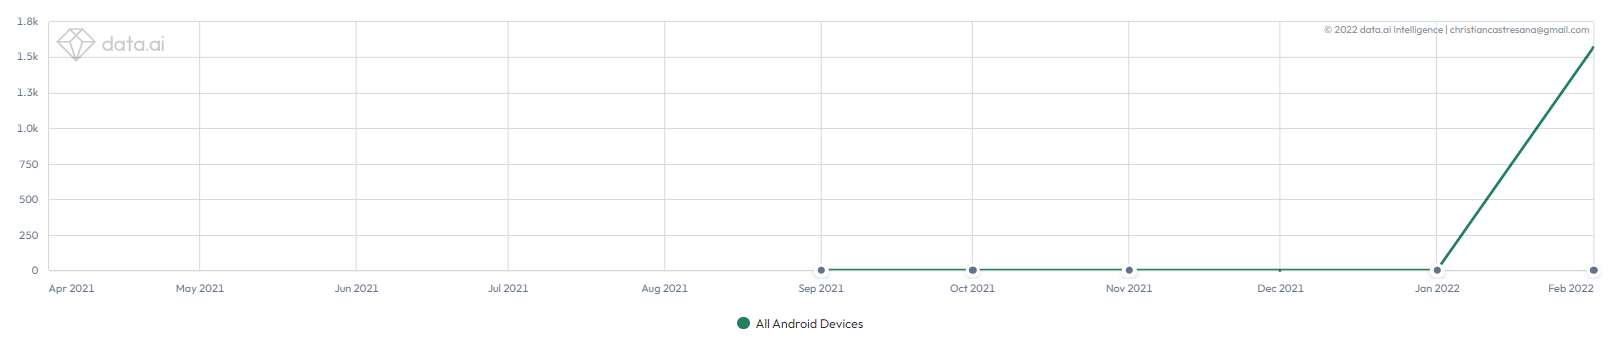 1.8k
data.ai
© 2022 data.ai Intelligence | christiancastresana@gmail.com
1.5k
1.3k
1.0k
750
500
250
0
Apr 2021 May 2021 Jun 2021 Jul 2021 Aug 2021 Sep 2021 Oct 2021 Nov 2021 Dec 2021 Jan 2022 Feb 2022
All Android Devices